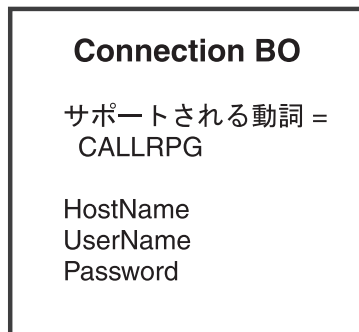 Connection BO
サポートされる動詞 =
CALLRPG
HostName
UserName
Password